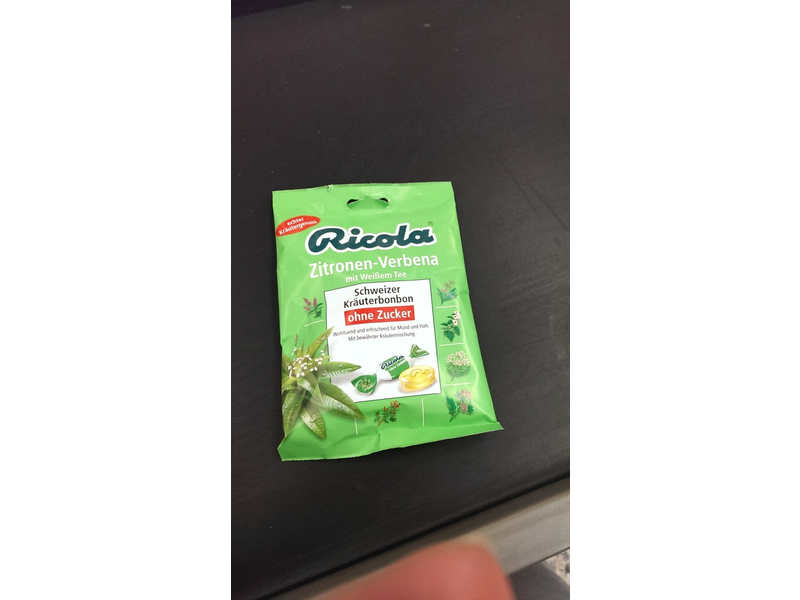 echter
Kräutergenuss
Ricola®
Zitronen-Verbena
mit Weißem Tee
Schweizer
Kräuterbonbon
ohne Zucker
Wohltuend und erfrischend für Mund und Hals
Mit bewährter Kräutermischung
Ricola